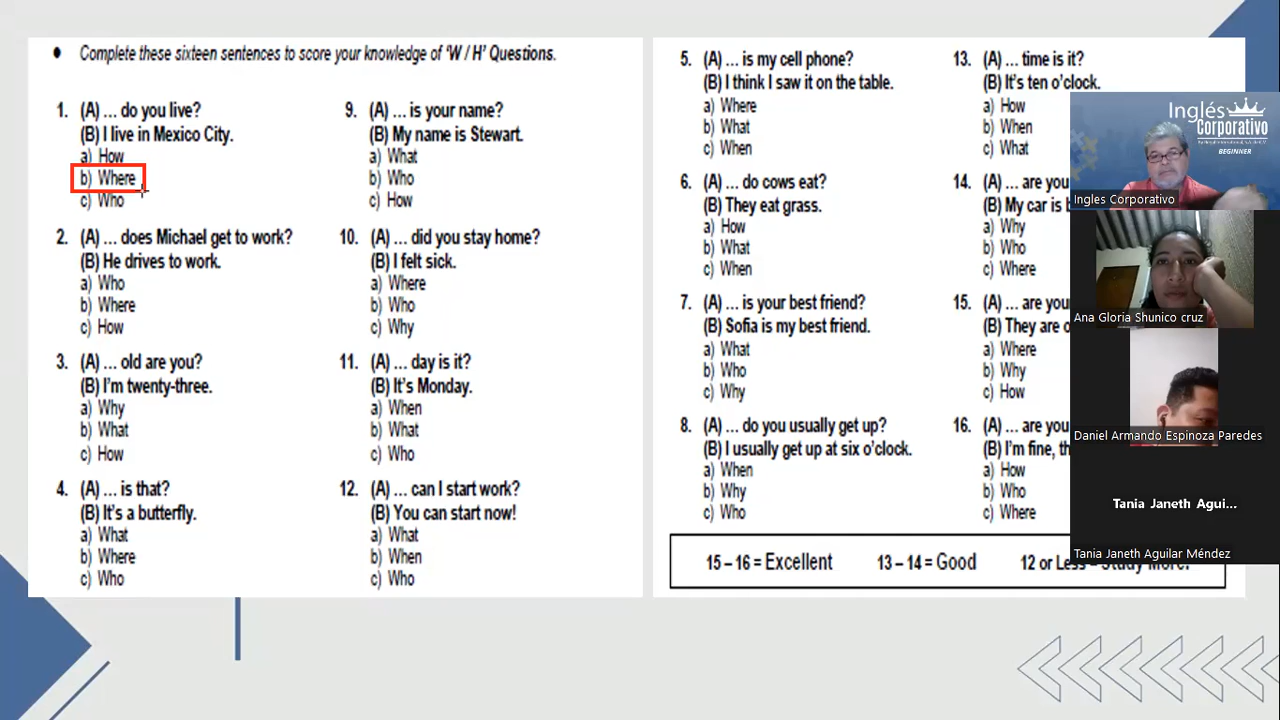 • Complete these sixteen sentences to score your knowledge of 'W / H' Questions.
1. (A) ... do you live?
(B) I live in Mexico City.
a) How
b) Where
c) Who
2. (A) ... does Michael get to work?
(B) He drives to work.
a) Who
b) Where
c) How
3. (A) ... old are you?
(B) I'm twenty-three.
a) Why
b) What
c) How
4. (A) ... is that?
(B) It's a butterfly.
a) What
b) Where
c) Who
9. (A) ... is your name?
(B) My name is Stewart.
a) What
b) Who
c) How
10. (A) ... did you stay home?
(B) I felt sick.
a) Where
b) Who
c) Why
11. (A) ... day is it?
(B) It's Monday.
a) When
b) What
c) Who
12. (A) ... can I start work?
(B) You can start now!
a) What
b) When
c) Who
5. (A) ... is my cell phone?
(B) I think I saw it on the table.
a) Where
b) What
c) When
6. (A) ... do cows eat?
(B) They eat grass.
a) How
b) What
c) When
7. (A) ... is your best friend?
(B) Sofia is my best friend.
a) What
b) Who
c) Why
8. (A) ... do you usually get up?
(B) I usually get up at six o'clock.
a) When
b) Why
c) Who
13. (A) ... time is it?
(B) It's ten o'clock.
a) How
b) When
c) What
14. (A) ... are you
(B) My car is
a) Why
b) Who
c) Where
15. (A) ... are you
(B) They are
a) Where
b) Why
c) How
16. (A) ... are you
(B) I'm fine,
a) How
b) Who
c) Where
15 – 16 = Excellent 13 – 14 = Good 12 or Less = Study More.
Inglés
Corporativo
BEGINNER
Ingles Corporativo
Ana Gloria Shunico cruz
Daniel Armando Espinoza Paredes
Tania Janeth Agui...
Tania Janeth Aguilar Méndez